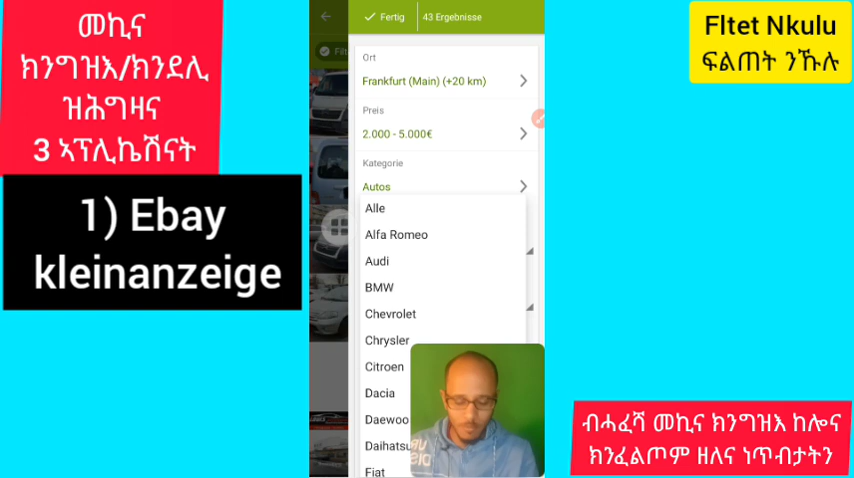 መኪና
ክንግዝእ/ክንደሊ
ዝሕግዛና
3 ኣፕሊኬሽናት
1) Ebay
kleinanzeige
Fertig
43 Ergebnisse
Ort
Frankfurt (Main) (+20 km)
Preis
2.000 - 5.000€
Kategorie
Autos
Alle
Alfa Romeo
Audi
BMW
Chevrolet
Chrysler
Citroen
Dacia
Daewoo
Daihatsu
Fiat
Fltet Nkulu
ፍልጠት ንኹሉ
ብሓፈሻ መኪና ክንግዝእ ከሎና
ክንፈልጦም ዘለና ነጥብታትን